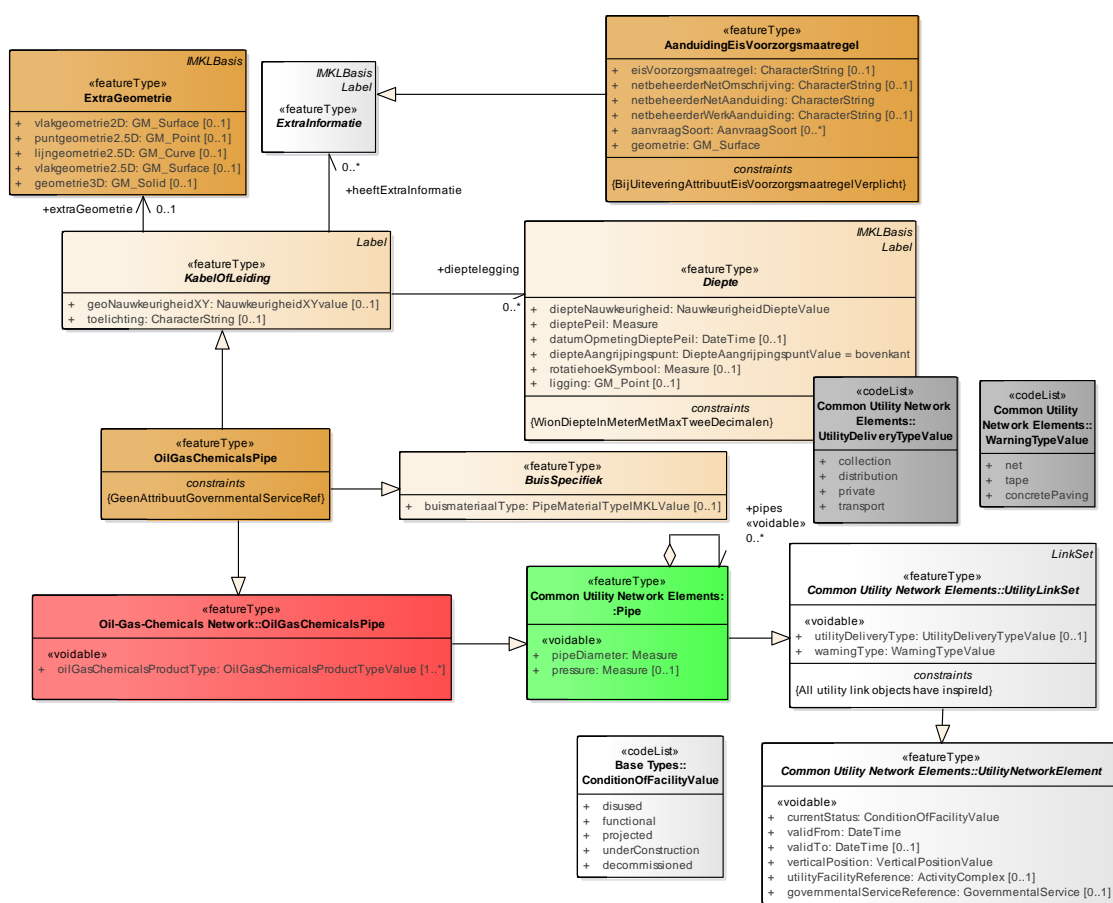 IMKLBasis
«featureType»
ExtraGeometrie
+ vlakgeometrie2D: GM_Surface [0..1]
+ puntgeometrie2.5D: GM_Point [0..1]
+ lijngeometrie2.5D: GM_Curve [0..1]
+ vlakgeometrie2.5D: GM_Surface [0..1]
+ geometrie3D: GM_Solid [0..1]
IMKLBasis
Label
«featureType»
ExtraInformatie
«featureType»
AanduidingEisVoorzorgsmaatregel
+ eisVoorzorgsmaatregel: CharacterString [0..1]
+ netbeheerderNetOmschrijving: CharacterString [0..1]
+ netbeheerderNetAanduiding: CharacterString
+ netbeheerderWerkAanduiding: CharacterString [0..1]
+ aanvraagSoort: AanvraagSoort [0..*]
+ geometrie: GM_Surface
constraints
{BijUiteveringAttribuutEisVoorzorgsmaatregelVerplicht}
0..*
+heeftExtraInformatie
+extraGeometrie
0..1
Label
«featureType»
KabelOfLeiding
+ geoNauwkeurigheidXY: NauwkeurigheidXYvalue [0..1]
+ toelichting: CharacterString [0..1]
+dieptelegging
0..*
IMKLBasis
Label
«featureType»
Diepte
+ diepteNauwkeurigheid: NauwkeurigheidDiepteValue
+ dieptePeil: Measure
+ datumOpmetingDieptePeil: DateTime [0..1]
+ diepteAangrijpingspunt: DiepteAangrijpingspuntValue = bovenkant
+ rotatiehoekSymbool: Measure [0..1]
+ ligging: GM_Point [0..1]
constraints
{WionDiepteInMeterMetMaxTweeDecimalen}
«codeList»
Common Utility Network
Elements::
UtilityDeliveryTypeValue
+ collection
+ distribution
+ private
+ transport
«codeList»
Common Utility
Network Elements::
WarningTypeValue
+ net
+ tape
+ concretePaving
«featureType»
OilGasChemicalsPipe
constraints
{GeenAttribuutGovernmentalServiceRef}
«featureType»
BuisSpecifiek
+ buismateriaalType: PipeMaterialTypeIMKLValue [0..1]
+pipes
«voidable»
0..*
«featureType»
Oil-Gas-Chemicals Network::OilGasChemicalsPipe
«voidable»
+ oilGasChemicalsProductType: OilGasChemicalsProductTypeValue [1..*]
«featureType»
Common Utility Network Elements:
:Pipe
«voidable»
+ pipeDiameter: Measure
+ pressure: Measure [0..1]
LinkSet
«featureType»
Common Utility Network Elements::UtilityLinkSet
«voidable»
+ utilityDeliveryType: UtilityDeliveryTypeValue [0..1]
+ warningType: WarningTypeValue
constraints
{All utility link objects have inspireId}
«codeList»
Base Types::
ConditionOfFacilityValue
+ disused
+ functional
+ projected
+ underConstruction
+ decommissioned
«featureType»
Common Utility Network Elements::UtilityNetworkElement
«voidable»
+ currentStatus: ConditionOfFacilityValue
+ validFrom: DateTime
+ validTo: DateTime [0..1]
+ verticalPosition: VerticalPositionValue
+ utilityFacilityReference: ActivityComplex [0..1]
+ governmentalServiceReference: GovernmentalService [0..1]